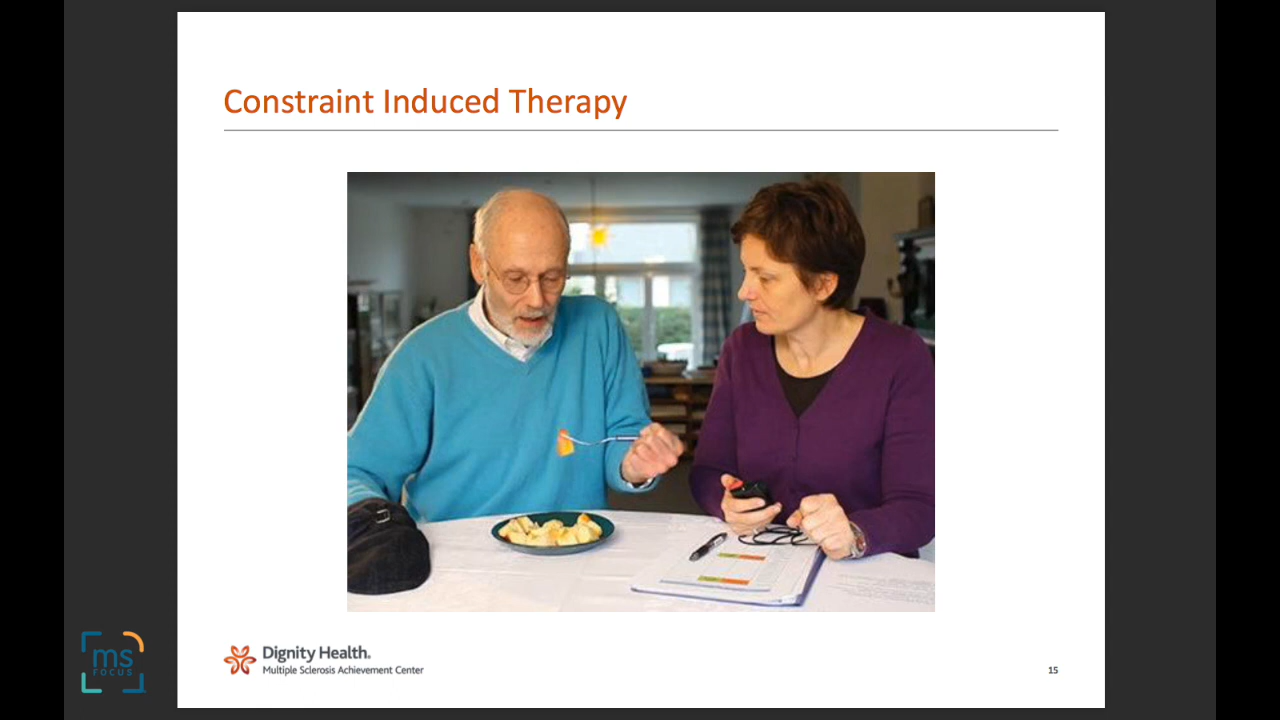 Constraint Induced Therapy
Dignity Health.
Multiple Sclerosis Achievement Center
15
ms
FOCUS